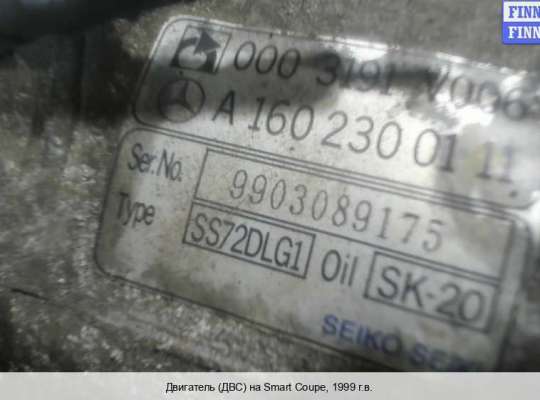 FINN
FINN
000 3191 V006
A 160 230 01 11
Ser.No. 9903089175
Type SS72DLG1 Oil SK-20
SEIKO
Двигатель (ДВС) на Smart Coupe, 1999 г.в.